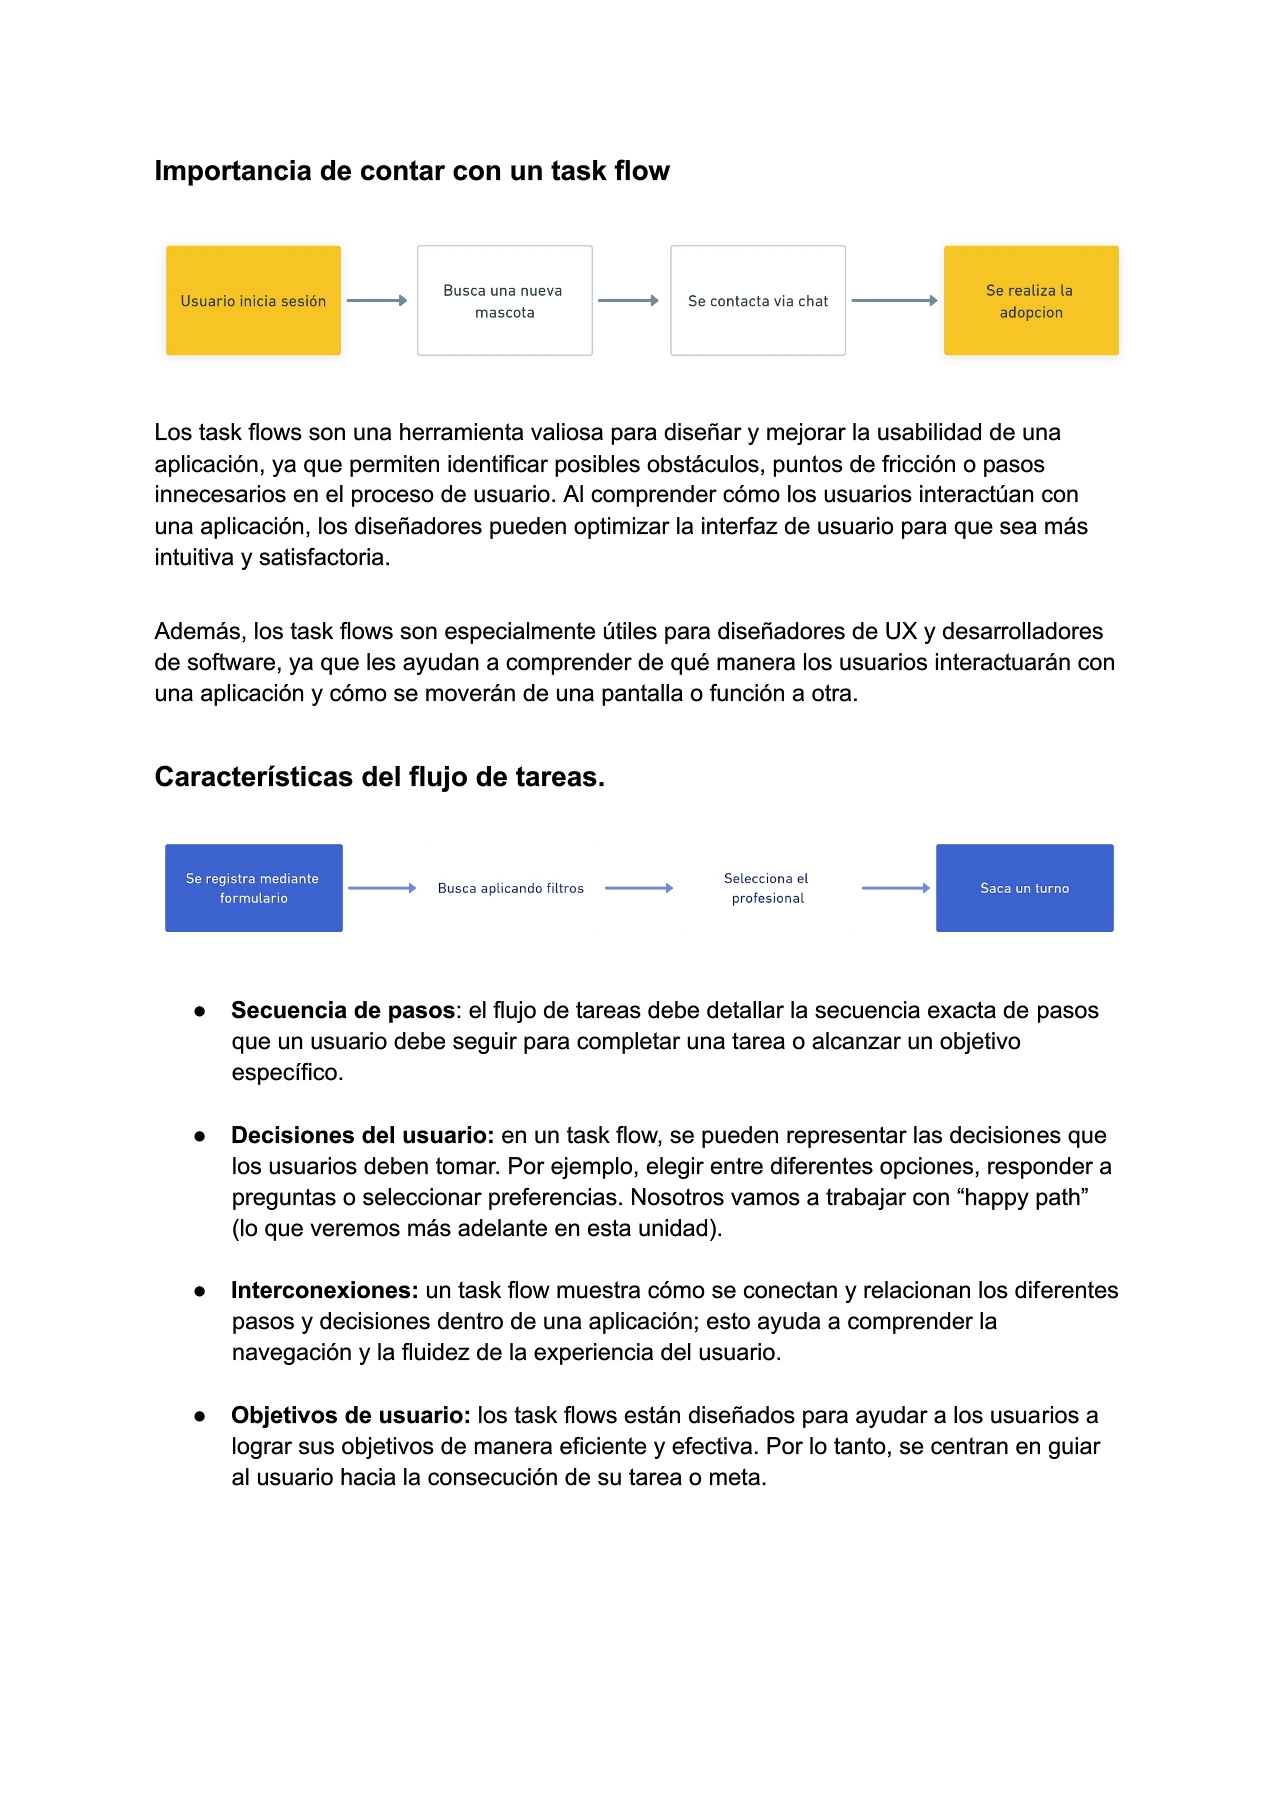 Importancia de contar con un task flow
Usuario inicia sesión
Busca una nueva
mascota
Se contacta via chat
Se realiza la
adopcion
Los task flows son una herramienta valiosa para diseñar y mejorar la usabilidad de una
aplicación, ya que permiten identificar posibles obstáculos, puntos de fricción o pasos
innecesarios en el proceso de usuario. Al comprender cómo los usuarios interactúan con
una aplicación, los diseñadores pueden optimizar la interfaz de usuario para que sea más
intuitiva y satisfactoria.
Además, los task flows son especialmente útiles para diseñadores de UX y desarrolladores
de software, ya que les ayudan a comprender de qué manera los usuarios interactuarán con
una aplicación y cómo se moverán de una pantalla o función a otra.
Características del flujo de tareas.
Se registra mediante
formulario
Busca aplicando filtros
Selecciona el
profesional
Saca un turno
● Secuencia de pasos: el flujo de tareas debe detallar la secuencia exacta de pasos
que un usuario debe seguir para completar una tarea o alcanzar un objetivo
específico.
● Decisiones del usuario: en un task flow, se pueden representar las decisiones que
los usuarios deben tomar. Por ejemplo, elegir entre diferentes opciones, responder a
preguntas o seleccionar preferencias. Nosotros vamos a trabajar con “happy path”
(lo que veremos más adelante en esta unidad).
● Interconexiones: un task flow muestra cómo se conectan y relacionan los diferentes
pasos y decisiones dentro de una aplicación; esto ayuda a comprender la
navegación y la fluidez de la experiencia del usuario.
● Objetivos de usuario: los task flows están diseñados para ayudar a los usuarios a
lograr sus objetivos de manera eficiente y efectiva. Por lo tanto, se centran en guiar
al usuario hacia la consecución de su tarea o meta.